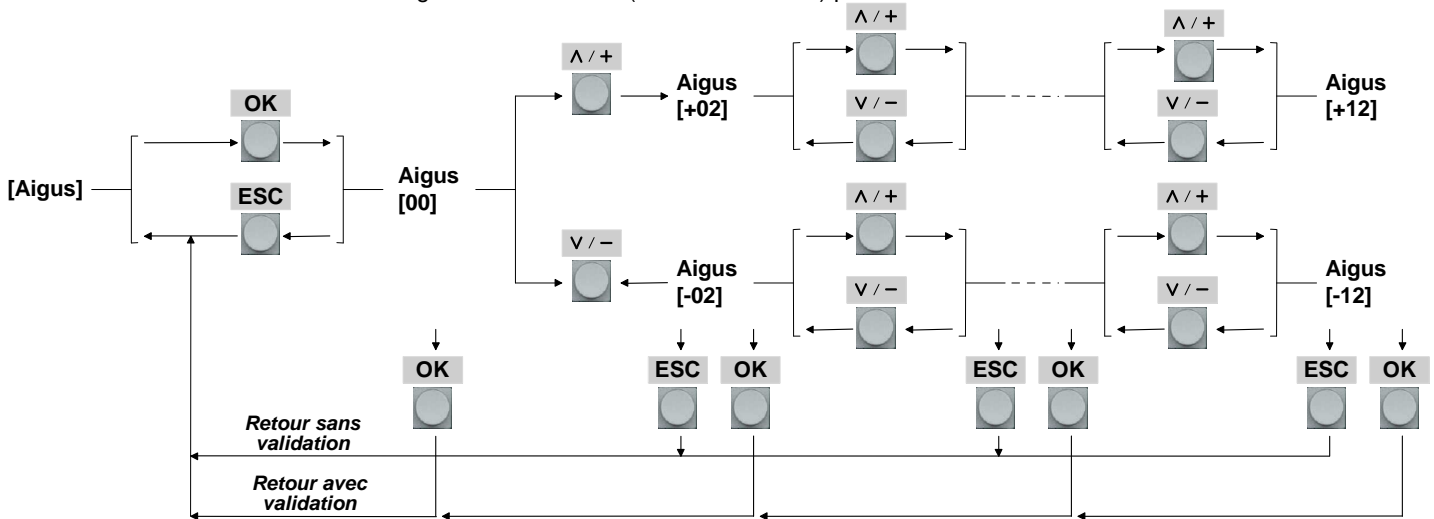 ∧ / +
∧ / +
∧ / +
Aigus
[+02]
Aigus
[+12]
OK
∨ / −
∨ / −
[Aigus]
Aigus
[00]
ESC
∧ / +
∧ / +
∨ / −
Aigus
[-02]
Aigus
[-12]
∨ / −
∨ / −
OK
ESC
OK
ESC
OK
ESC
OK
Retour sans
validation
Retour avec
validation